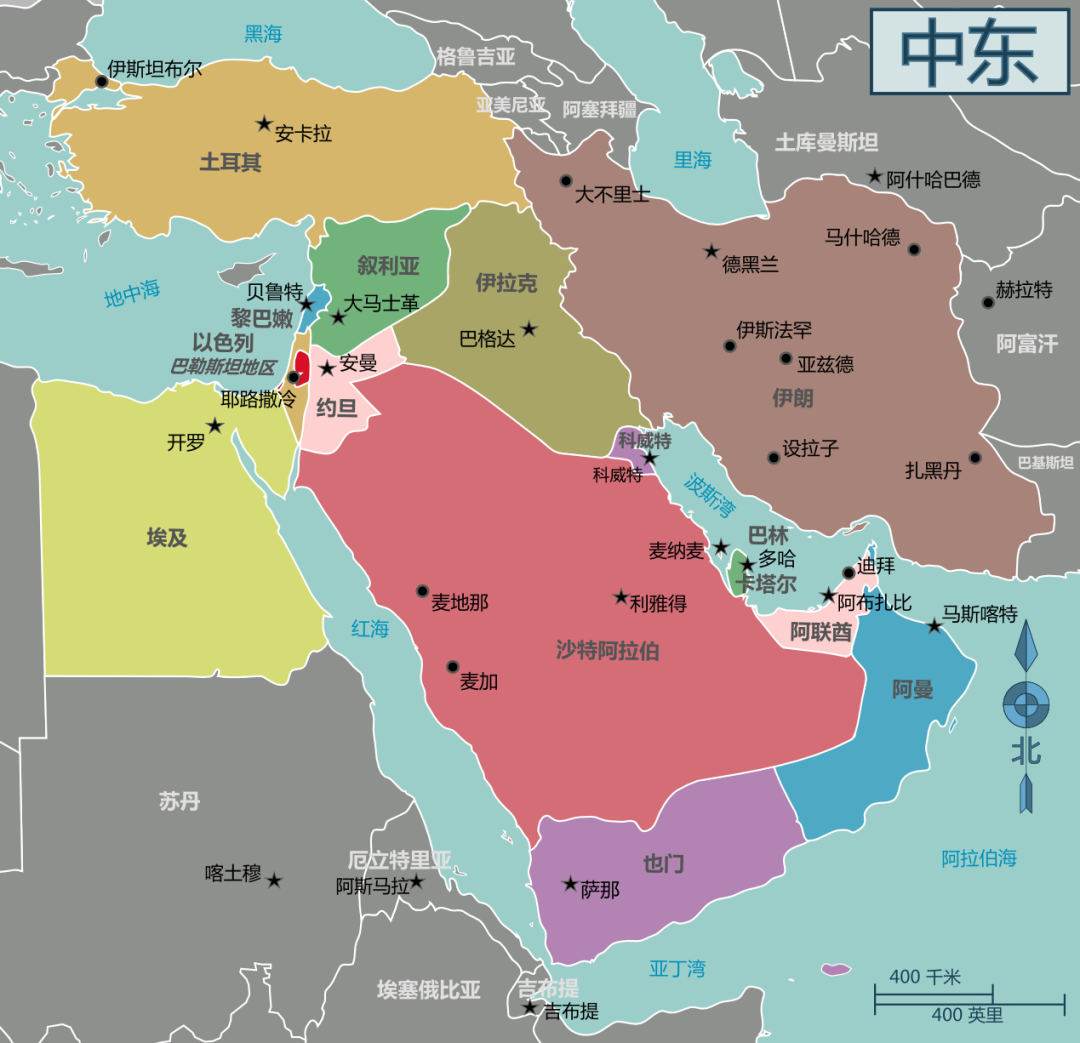 中东
黑海
格鲁吉亚
伊斯坦布尔
亚美尼亚
阿塞拜疆
安卡拉
土库曼斯坦
土耳其
里海
阿什哈巴德
大不里士
马什哈德
德黑兰
叙利亚
伊拉克
地中海
贝鲁特
大马士革
赫拉特
黎巴嫩
伊斯法罕
以色列
巴格达
阿富汗
巴勒斯坦地区
安曼
亚兹德
耶路撒冷
伊朗
约旦
开罗
科威特
设拉子
科威特
扎黑丹
巴基斯坦
波斯湾
埃及
巴林
麦纳麦
多哈
迪拜
卡塔尔
麦地那
利雅得
阿布扎比
马斯喀特
红海
阿联酋
沙特阿拉伯
麦加
阿曼
北
苏丹
厄立特里亚
也门
阿拉伯海
喀土穆
阿斯马拉
萨那
亚丁湾
400 千米
埃塞俄比亚
吉布提
吉布提
400 英里